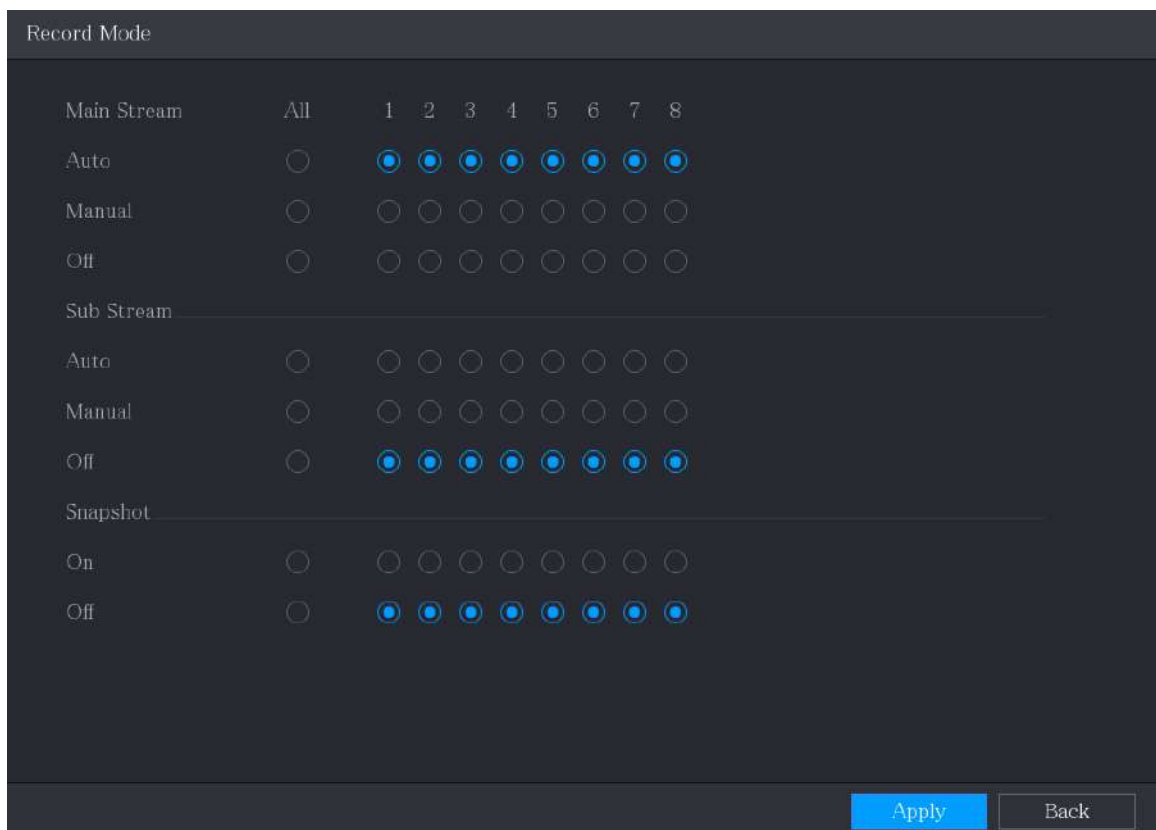 Record Mode
Main Stream All 1 2 3 4 5 6 7 8
Auto
Manual
Off
Sub Stream
Auto
Manual
Off
Snapshot
On
Off
Apply Back